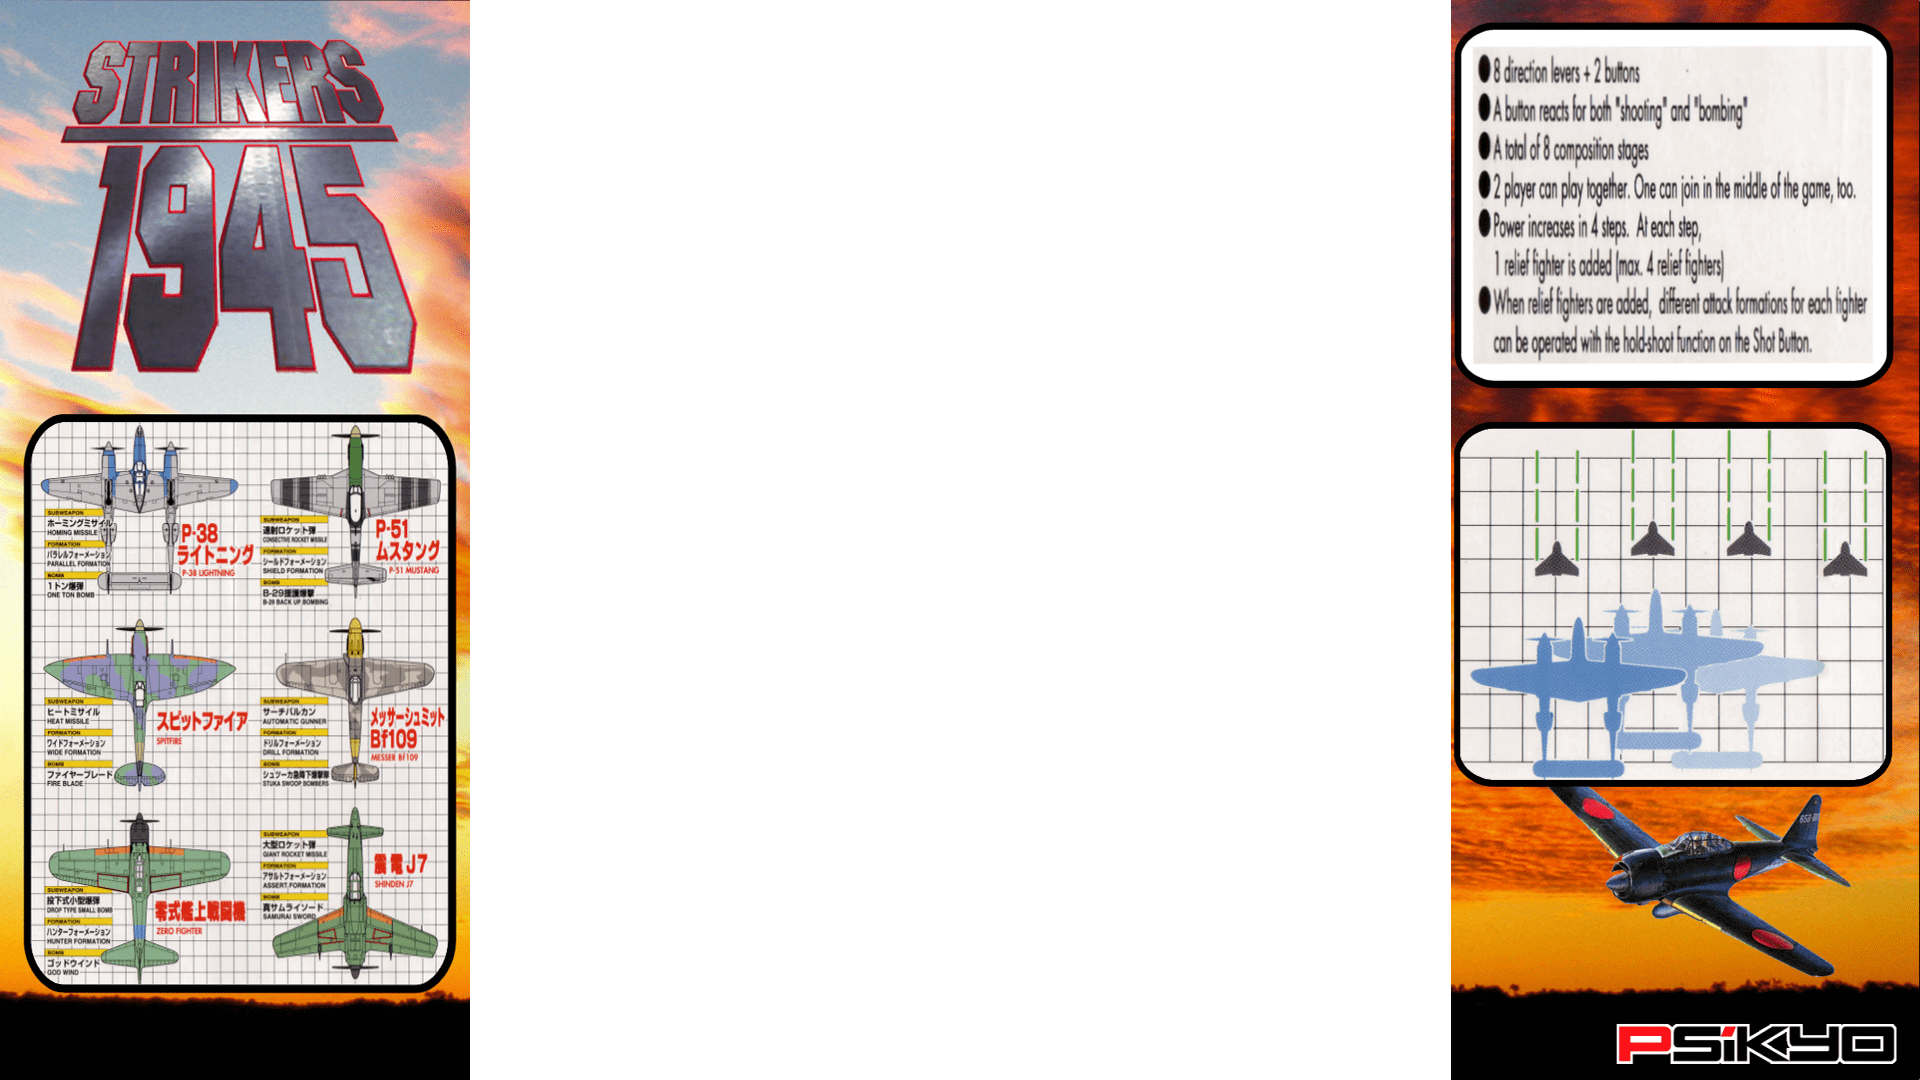 STRIKERS
1945
SUBWEAPON
ホーミングミサイル
HOMING MISSILE
FORMATION
パラレルフォーメーション
PARALLEL FORMATION
BOMB
1トン爆弾
ONE TON BOMB
P-38
ライトニング
P-38 LIGHTNING
SUBWEAPON
連射ロケット弾
CONSECTIVE ROCKET MISSILE
FORMATION
シールドフォーメーション
SHIELD FORMATION
BOMB
B-29援護爆撃
B-29 BACK UP BOMBING
P-51
ムスタング
P-51 MUSTANG
SUBWEAPON
ヒートミサイル
HEAT MISSILE
FORMATION
ワイドフォーメーション
WIDE FORMATION
BOMB
ファイヤーブレード
FIRE BLADE
スピットファイア
SPITFIRE
SUBWEAPON
サーチバルカン
AUTOMATIC GUNNER
FORMATION
ドリルフォーメーション
DRILL FORMATION
BOMB
シュツーカ急降下爆撃隊
STUKA SWOOP BOMBERS
メッサーシュミット
Bf109
MESSER Bf109
SUBWEAPON
投下式小型爆弾
DROP TYPE SMALL BOMB
FORMATION
ハンターフォーメーション
HUNTER FORMATION
BOMB
ゴッドウインド
GOD WIND
零式艦上戦闘機
ZERO FIGHTER
SUBWEAPON
大型ロケット弾
GIANT ROCKET MISSILE
FORMATION
アサルトフォーメーション
ASSERT FORMATION
BOMB
真サムライソード
SAMURAI SWORD
震電J7
SHINDEN J7
●8 direction levers + 2 buttons
●A button reacts for both "shooting" and "bombing"
●A total of 8 composition stages
●2 player can play together. One can join in the middle of the game, too.
●Power increases in 4 steps. At each step,
1 relief fighter is added (max. 4 relief fighters)
●When relief fighters are added, different attack formations for each fighter
can be operated with the hold-shoot function on the Shot Button.
PSiKYO